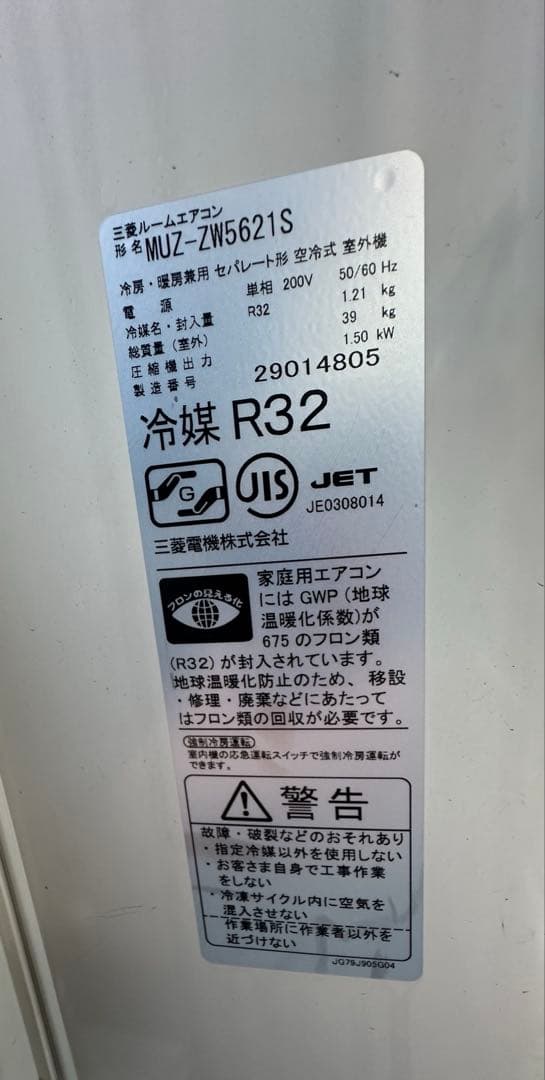 三菱ルームエアコン
形名 MUZ-ZW5621S
冷房・暖房兼用 セパレート形 空冷式 室外機
電源 単相 200V 50/60 Hz
冷媒名・封入量 R32 1.21 kg
総質量(室外) 39 kg
圧縮機出力 1.50 kW
製造番号 29014805
冷媒 R32
G
JIS
JET
JE0308014
三菱電機株式会社
フロンの見える化
家庭用エアコン
にはGWP(地球
温暖化係数)が
675のフロン類
(R32)が封入されています。
地球温暖化防止のため、移設
・修理・廃棄などにあたって
はフロン類の回収が必要です。
強制冷房運転
室内機の応急運転スイッチで強制冷房運転が
できます。
警告
故障・破裂などのおそれあり
・指定冷媒以外を使用しない
・お客さま自身で工事作業
をしない
・冷凍サイクル内に空気を
混入させない
作業場所に作業者以外を
近づけない
JG79J905G04